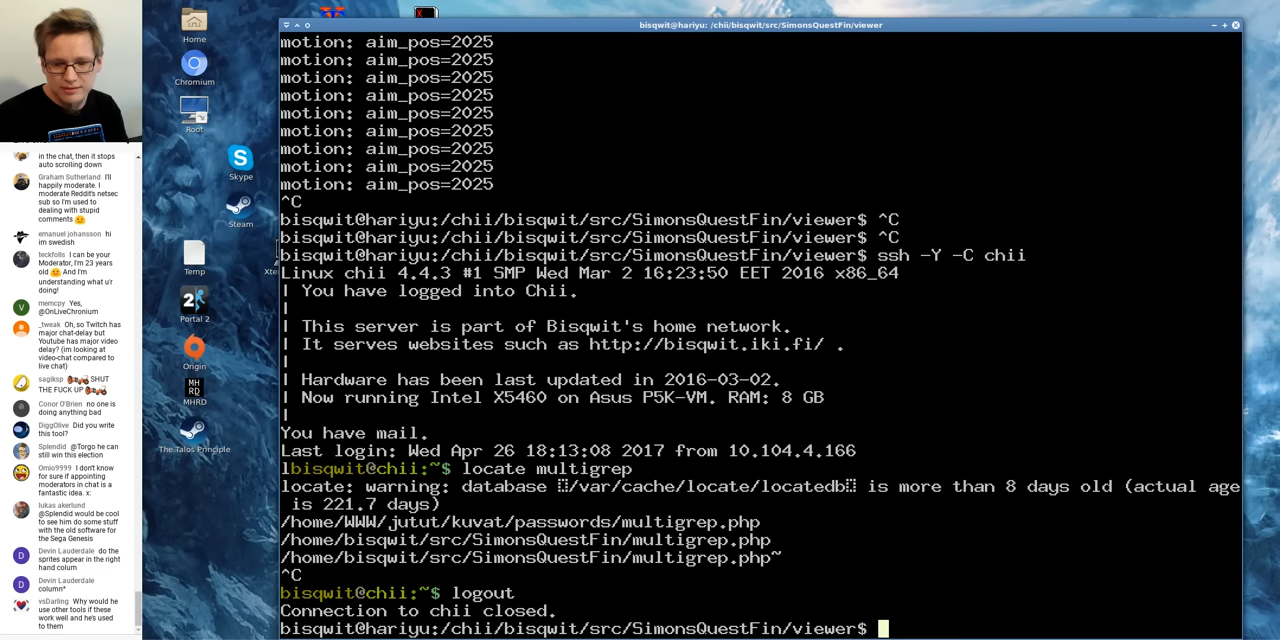 bisqwit@hariyu: /chii/bisqwit/src/SimonsQuestFin/viewer
Home
Chromium
Root
Skype
Steam
Temp
Xte
Portal 2
Origin
MHRD
MHRD
The Talos Principle
in the chat, then it stops
auto scrolling down
Graham Sutherland I'll
happily moderate. I
moderate Reddit's netsec
sub so I'm used to
dealing with stupid
comments
emanuel johansson hi
im swedish
teckfolls I can be your
Moderator, I'm 23 years
old And I'm
understanding what u'r
doing!
memcpy Yes,
@OnLiveChromium
_tweak Oh, so Twitch has
major chat-delay but
Youtube has major video
delay? (im looking at
video-chat compared to
live chat)
sagiksp SHUT
THE FUCK UP
Conor O'Brien no one is
doing anything bad
DiggOlive Did you write
this tool?
Splendid @Torgo he can
still win this election
Omio9999 I don't know
for sure if appointing
moderators in chat is a
fantastic idea. x:
lukas akerlund
@Splendid would be cool
to see him do some stuff
with the old software for
the Sega Genesis
Devin Lauderdale do the
sprites appear in the right
hand colum
Devin Lauderdale
column*
vsDarling Why would he
use other tools if these
work well and he's used
to them
motion: aim_pos=2025
motion: aim_pos=2025
motion: aim_pos=2025
motion: aim_pos=2025
motion: aim_pos=2025
motion: aim_pos=2025
motion: aim_pos=2025
motion: aim_pos=2025
motion: aim_pos=2025
^C
bisqwit@hariyu:/chii/bisqwit/src/SimonsQuestFin/viewer$ ^C
bisqwit@hariyu:/chii/bisqwit/src/SimonsQuestFin/viewer$ ^C
bisqwit@hariyu:/chii/bisqwit/src/SimonsQuestFin/viewer$ ssh -Y -C chii
Linux chii 4.4.3 #1 SMP Wed Mar 2 16:23:50 EET 2016 x86_64
| You have logged into Chii.
|
| This server is part of Bisqwit's home network.
| It serves websites such as http://bisqwit.iki.fi/ .
|
| Hardware has been last updated in 2016-03-02.
| Now running Intel X5460 on Asus P5K-VM. RAM: 8 GB
|
You have mail.
Last login: Wed Apr 26 18:13:08 2017 from 10.104.4.166
lbisqwit@chii:~$ locate multigrep
locate: warning: database /var/cache/locate/locatedb is more than 8 days old (actual age
is 221.7 days)
/home/WWW/jutut/kuvat/passwords/multigrep.php
/home/bisqwit/src/SimonsQuestFin/multigrep.php
/home/bisqwit/src/SimonsQuestFin/multigrep.php~
^C
bisqwit@chii:~$ logout
Connection to chii closed.
bisqwit@hariyu:/chii/bisqwit/src/SimonsQuestFin/viewer$